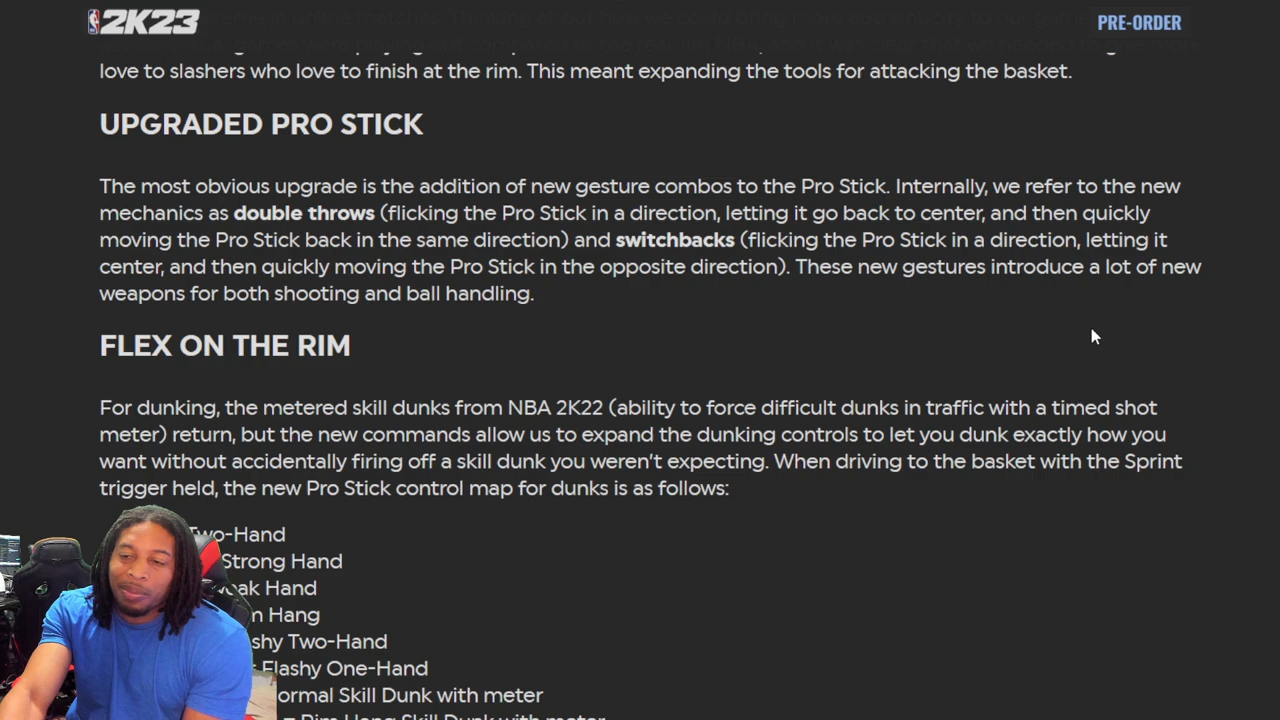 2K23
PRE-ORDER
love to slashers who love to finish at the rim. This meant expanding the tools for attacking the basket.
UPGRADED PRO STICK
The most obvious upgrade is the addition of new gesture combos to the Pro Stick. Internally, we refer to the new
mechanics as double throws (flicking the Pro Stick in a direction, letting it go back to center, and then quickly
moving the Pro Stick back in the same direction) and switchbacks (flicking the Pro Stick in a direction, letting it
center, and then quickly moving the Pro Stick in the opposite direction). These new gestures introduce a lot of new
weapons for both shooting and ball handling.
FLEX ON THE RIM
For dunking, the metered skill dunks from NBA 2K22 (ability to force difficult dunks in traffic with a timed shot
meter) return, but the new commands allow us to expand the dunking controls to let you dunk exactly how you
want without accidentally firing off a skill dunk you weren't expecting. When driving to the basket with the Sprint
trigger held, the new Pro Stick control map for dunks is as follows:
Two-Hand
Strong Hand
Hand
Hang
Two-Hand
Flashy One-Hand
Skill Dunk with meter
= Rim Hang Skill Dunk with meter